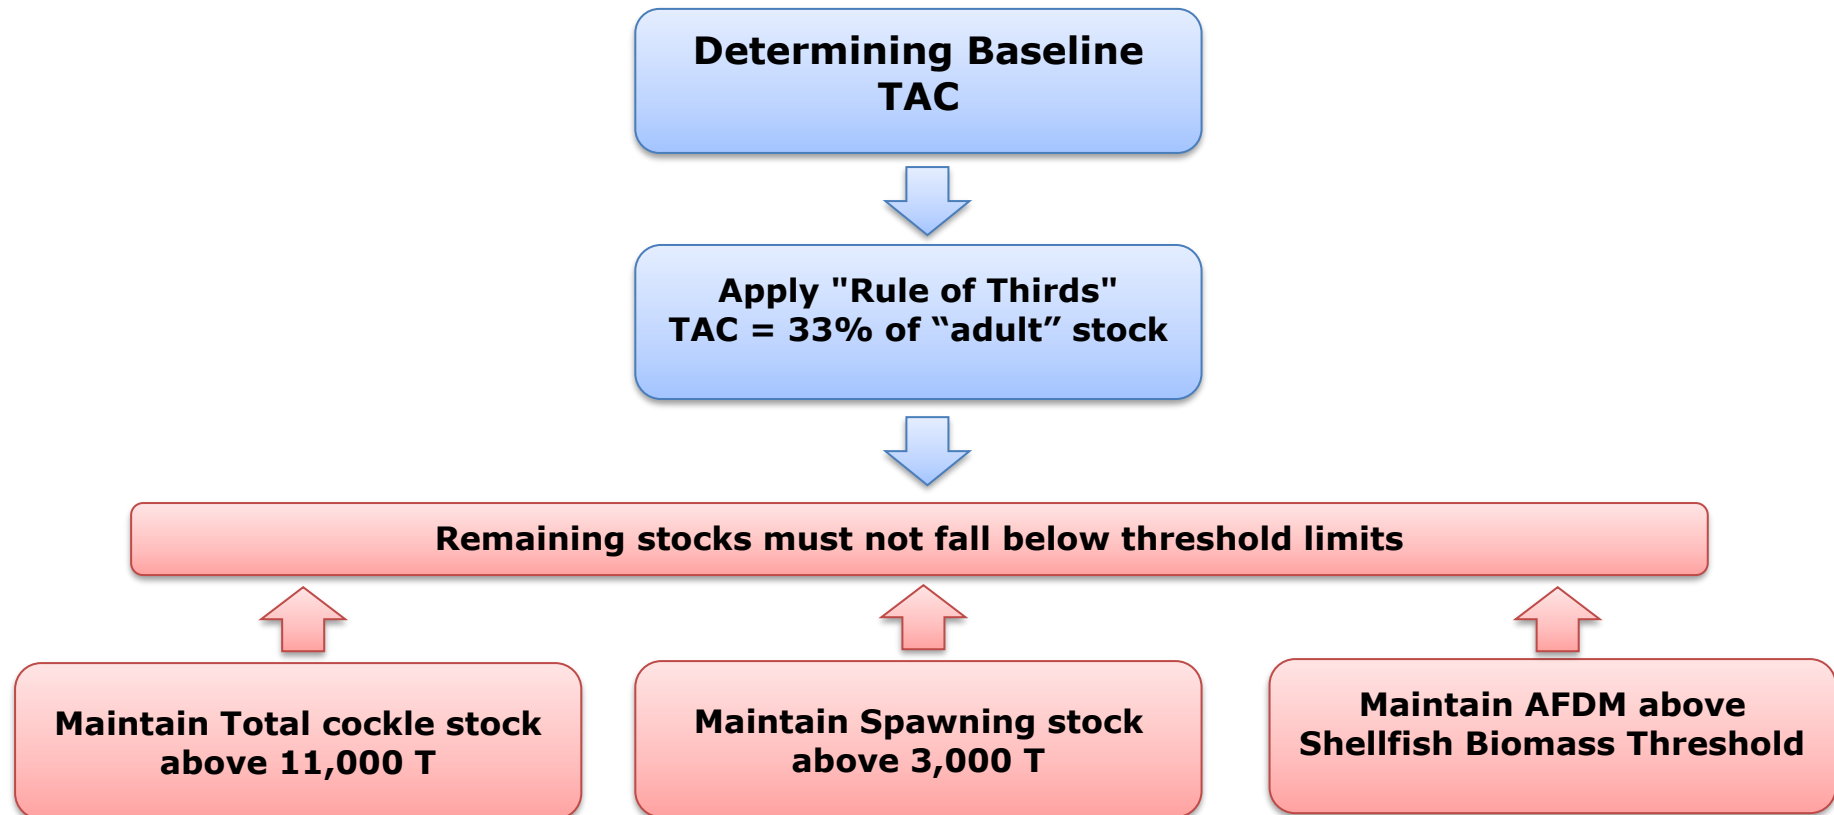 Determining Baseline
TAC
Apply "Rule of Thirds"
TAC = 33% of “adult” stock
Remaining stocks must not fall below threshold limits
Maintain Total cockle stock
above 11,000 T
Maintain Spawning stock
above 3,000 T
Maintain AFDM above
Shellfish Biomass Threshold